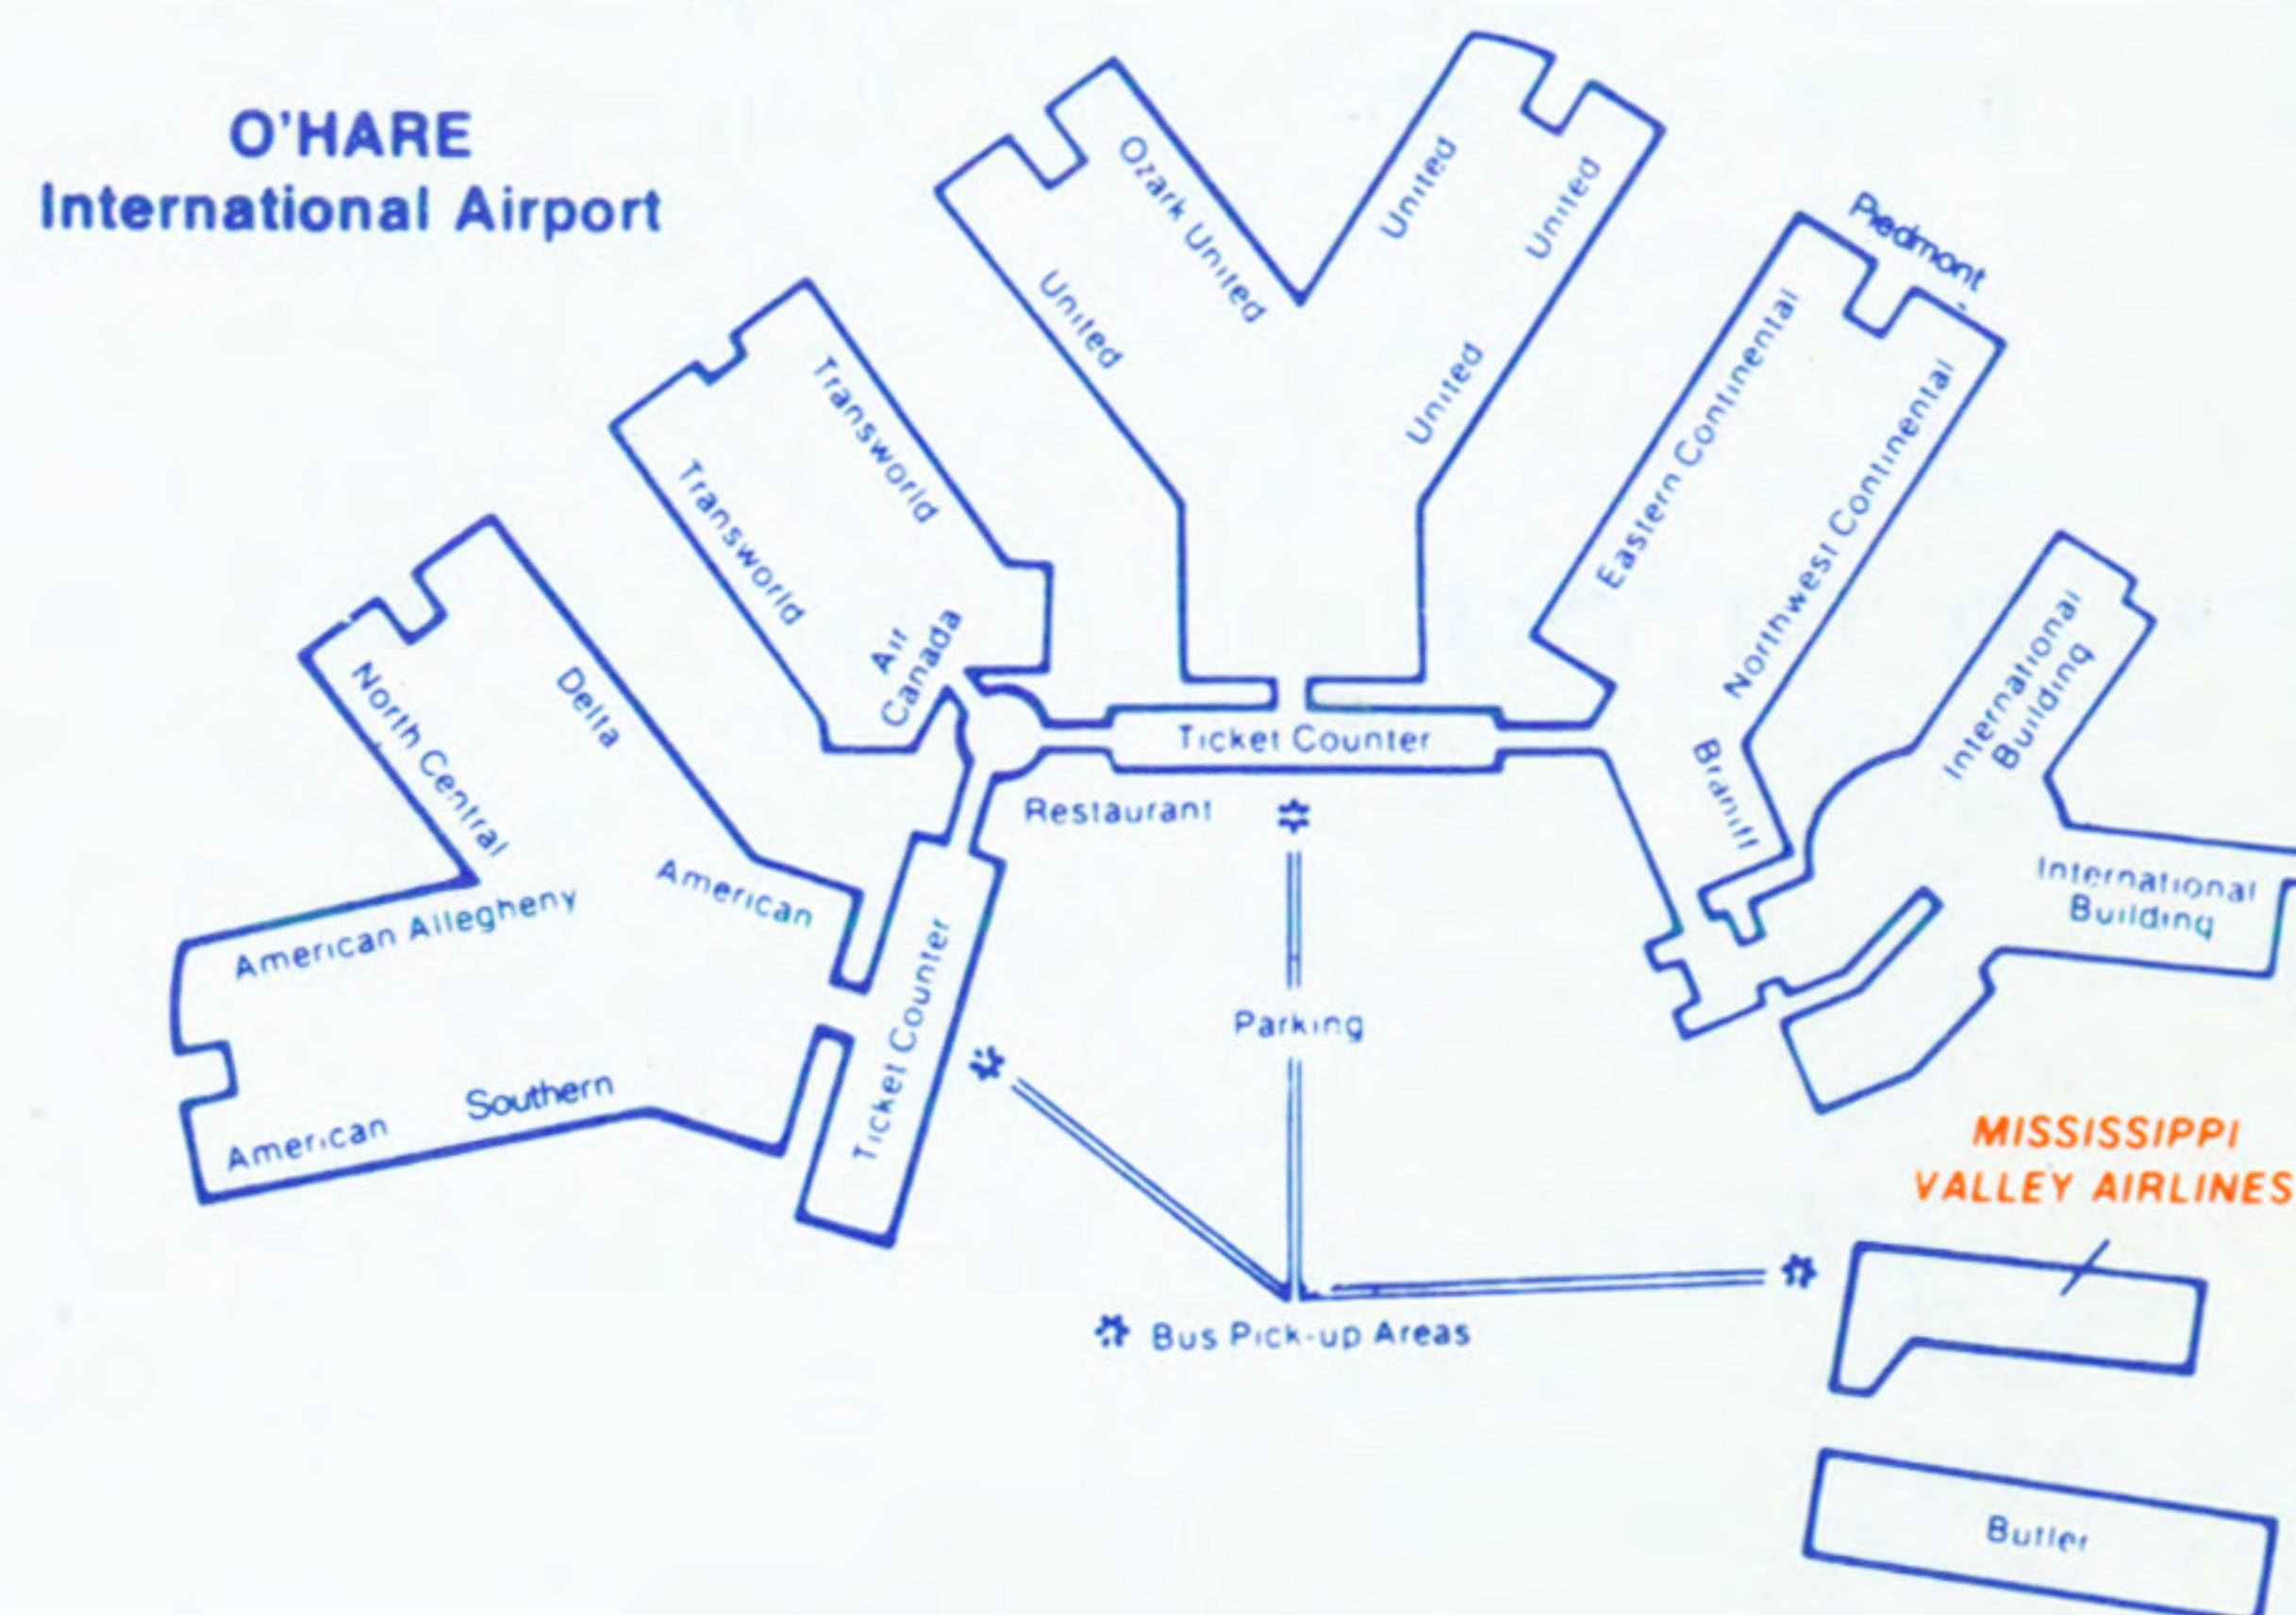 O'HARE
International Airport
Ozark United
United
United
United
United
Piedmont
Eastern Continental
Northwest Continental
Transworld
Transworld
Air
Canada
North Central
Delta
American Allegheny
American
American
Southern
Ticket Counter
Ticket Counter
Restaurant
Parking
Braniff
International
Building
International
Building
MISSISSIPPI
VALLEY AIRLINES
Bus Pick-up Areas
Butler